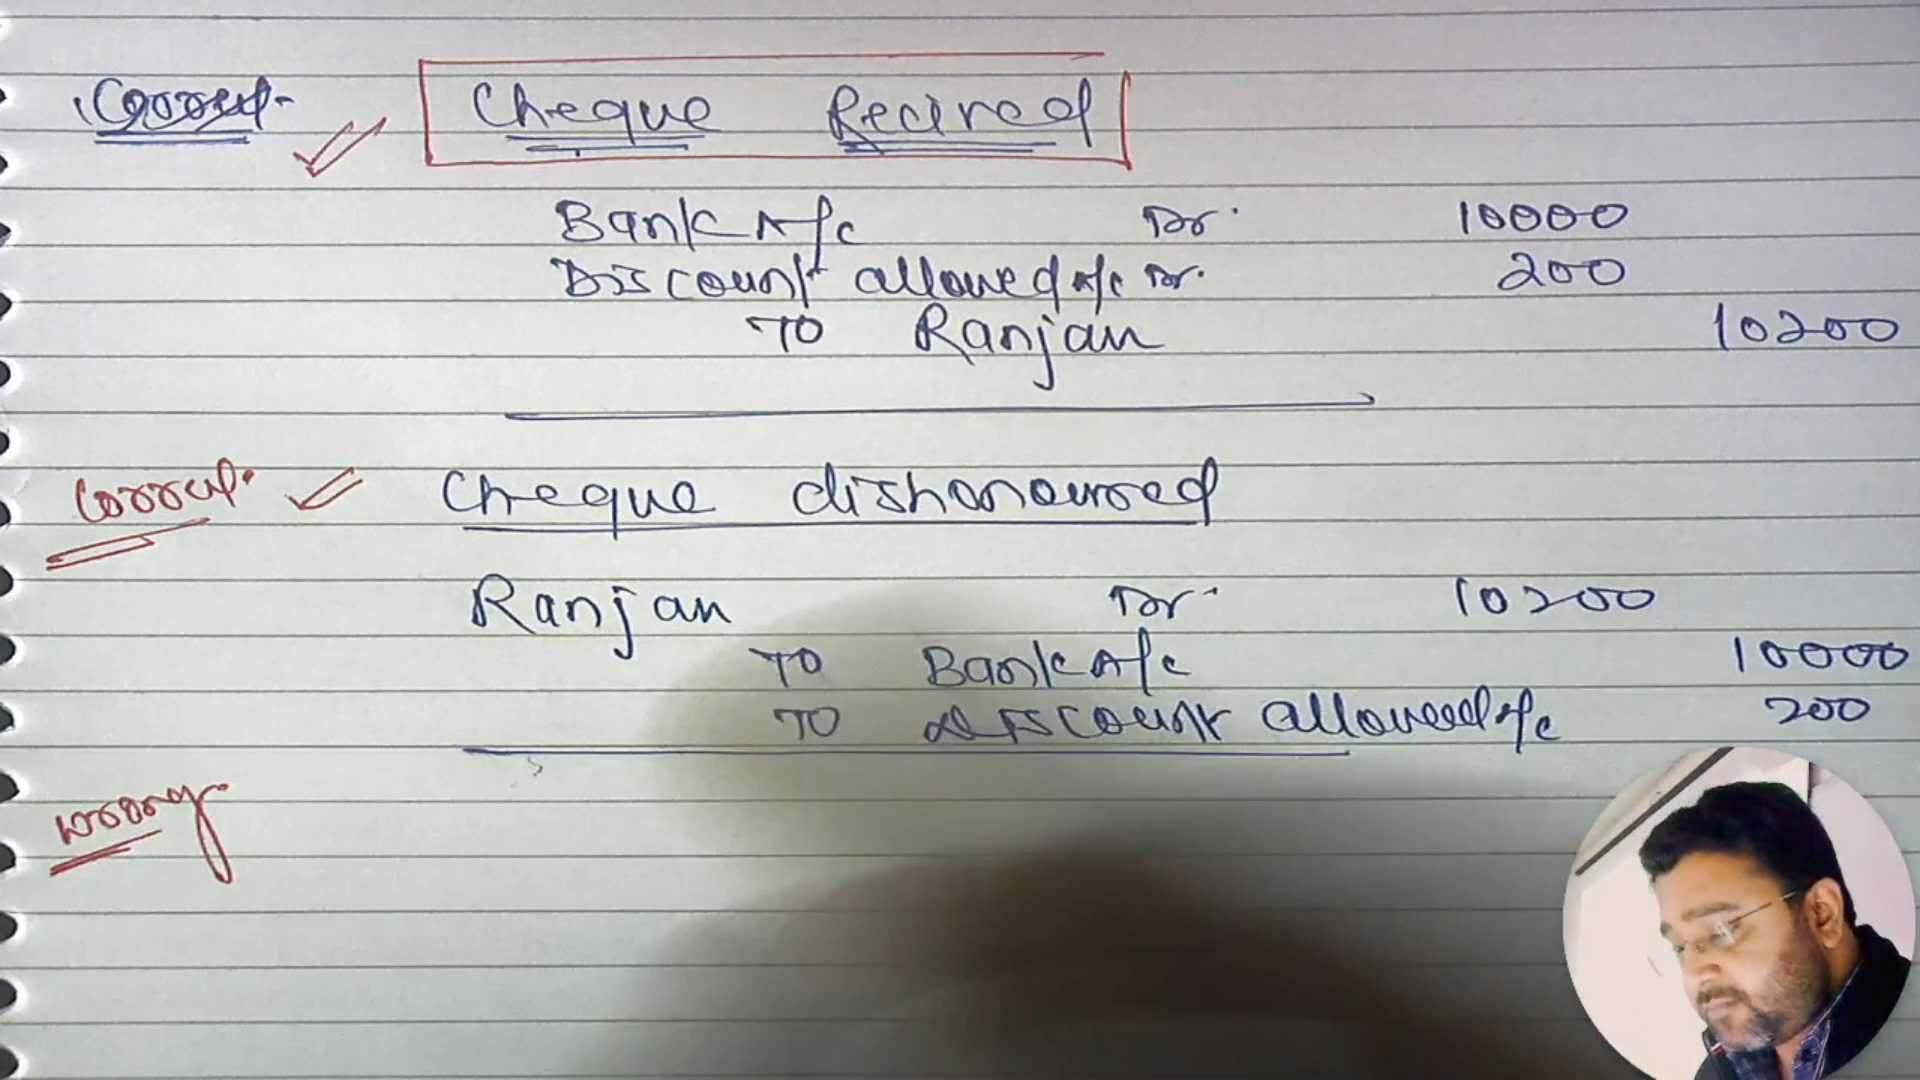 Correct.
Cheque Recived
Bank A/c Dr. 10000
Discount allowed A/c Dr. 200
TO Ranjan 10200
Correct. Cheque dishonoured
Ranjan Dr. 10200
TO Bank A/c 10000
TO Discount allowed A/c 200
Wrong